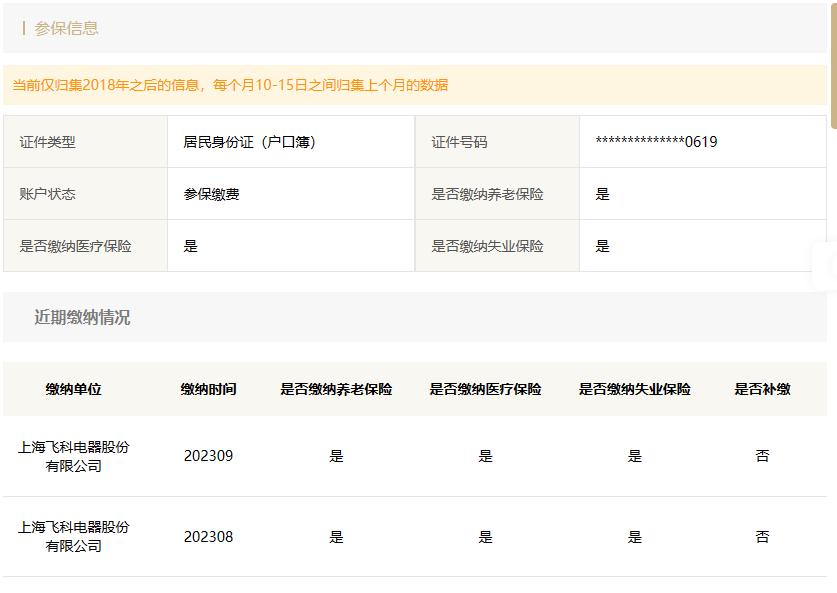 参保信息
当前仅归集2018年之后的信息，每个月10-15日之间归集上个月的数据
证件类型 居民身份证（户口簿） 证件号码 **************0619
账户状态 参保缴费 是否缴纳养老保险 是
是否缴纳医疗保险 是 是否缴纳失业保险 是
近期缴纳情况
缴纳单位 缴纳时间 是否缴纳养老保险 是否缴纳医疗保险 是否缴纳失业保险 是否补缴
上海飞科电器股份
有限公司 202309 是 是 是 否
上海飞科电器股份
有限公司 202308 是 是 是 否